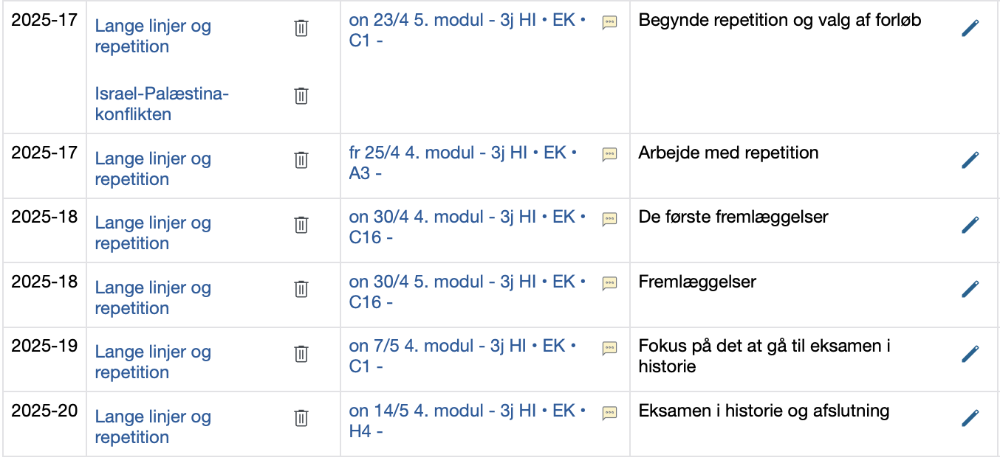 2025-17
Lange linjer og
repetition
Israel-Palæstina-
konflikten
on 23/4 5. modul - 3j HI • EK •
C1 -
Begynde repetition og valg af forløb
2025-17
Lange linjer og
repetition
fr 25/4 4. modul - 3j HI • EK •
A3 -
Arbejde med repetition
2025-18
Lange linjer og
repetition
on 30/4 4. modul - 3j HI • EK •
C16 -
De første fremlæggelser
2025-18
Lange linjer og
repetition
on 30/4 5. modul - 3j HI • EK •
C16 -
Fremlæggelser
2025-19
Lange linjer og
repetition
on 7/5 4. modul - 3j HI • EK •
C1 -
Fokus på det at gå til eksamen i
historie
2025-20
Lange linjer og
repetition
on 14/5 4. modul - 3j HI • EK •
H4 -
Eksamen i historie og afslutning